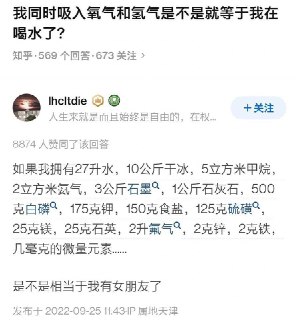 我同时吸入氧气和氢气是不是就等于我在
喝水了?
知乎·569 个回答·673 关注 >
lhcltdie
人生来就是而且始终是自由的，在权...
+关注
8874 人赞同了该回答
如果我拥有27升水，10公斤干冰，5立方米甲烷，
2立方米氨气，3公斤石墨，1公斤石灰石，500
克白磷，175克钾，150克食盐，125克硫磺，
25克镁，25克石英，2升氟气，2克锌，2克铁，
几毫克的微量元素......
是不是相当于我有女朋友了
发布于 2022-09-25 11:43·IP 属地天津